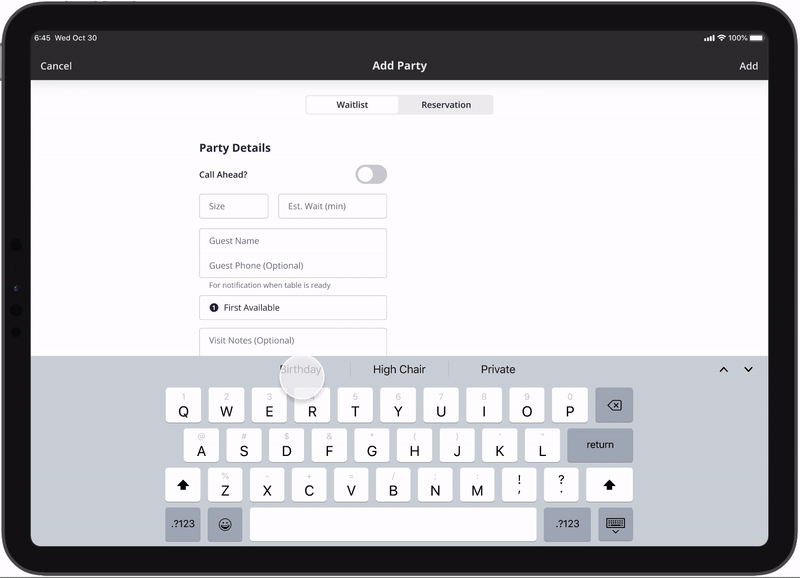 6:45 Wed Oct 30 100%
Cancel Add Party Add
Waitlist Reservation
Party Details
Call Ahead?
Size Est. Wait (min)
Guest Name
Guest Phone (Optional)
For notification when table is ready
1 First Available
Visit Notes (Optional)
Birthday High Chair Private
1 2 3 4 5 6 7 8 9 0
Q W E R T Y U I O P
@ # $ & * ( ) ' "
A S D F G H J K L return
% - + = / ; : ! ?
Z X C V B N M , .
.?123 .?123